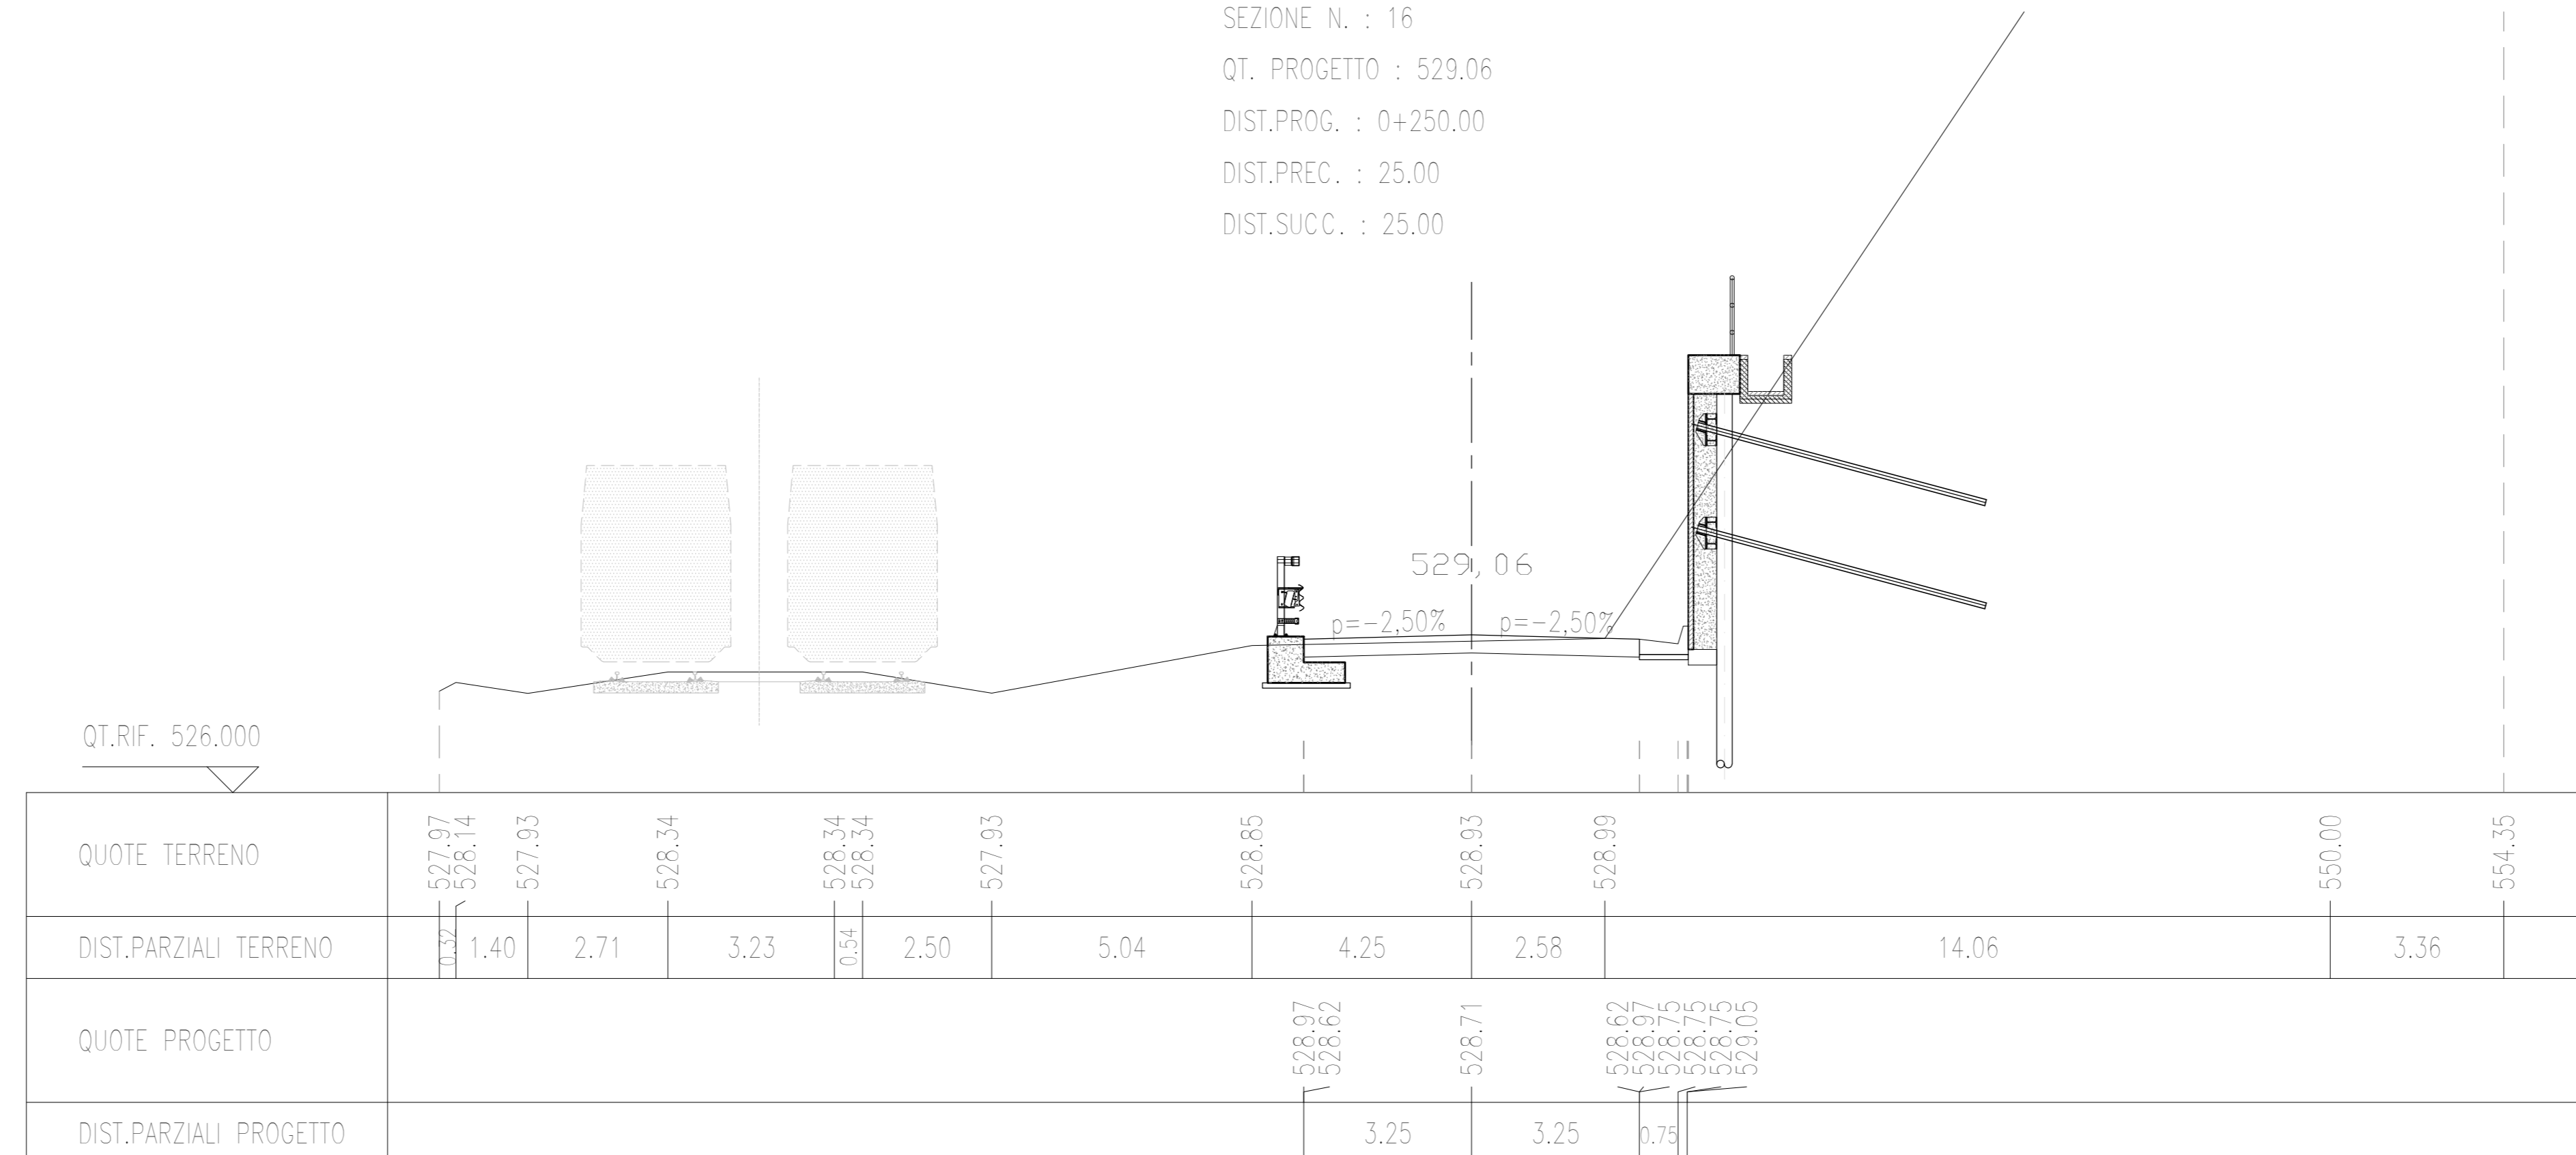 SEZIONE N. : 16
QT. PROGETTO : 529.06
DIST.PROG. : 0+250.00
DIST.PREC. : 25.00
DIST.SUCC. : 25.00
529,06
p=-2,50% p=-2,50%
QT.RIF. 526.000
QUOTE TERRENO 527.97 528.14 527.93 528.34 528.34 528.34 527.93 528.85 528.93 528.99 550.00 554.35
DIST.PARZIALI TERRENO 0.32 1.40 2.71 3.23 0.54 2.50 5.04 4.25 2.58 14.06 3.36
QUOTE PROGETTO 528.97 528.62 528.71 528.62 528.97 528.75 528.75 528.75 529.05
DIST.PARZIALI PROGETTO 3.25 3.25 0.75